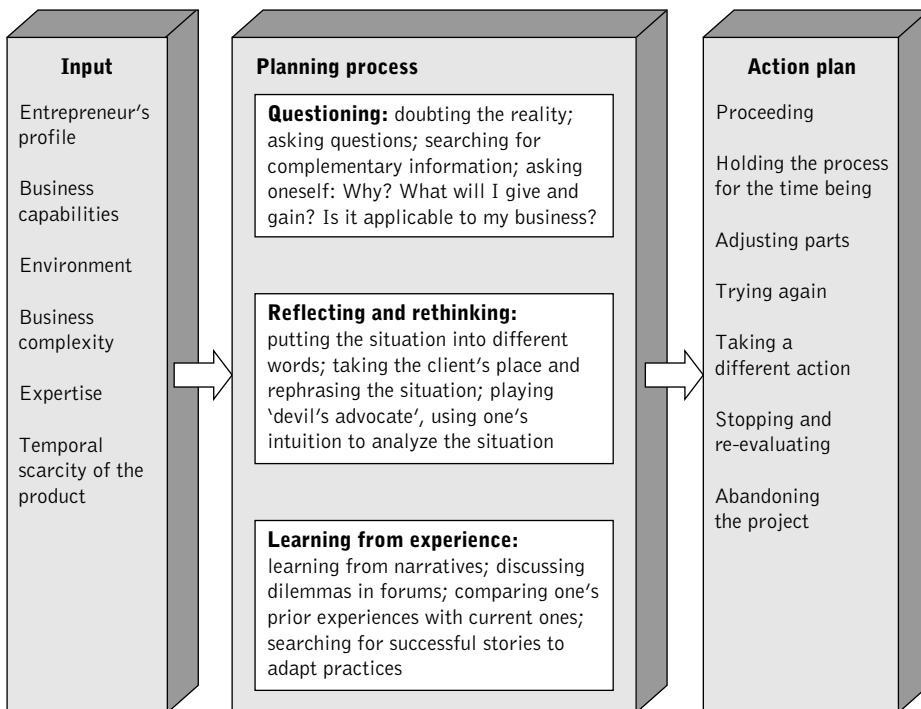 Input
Entrepreneur's
profile
Business
capabilities
Environment
Business
complexity
Expertise
Temporal
scarcity of the
product
Planning process
Questioning: doubting the reality;
asking questions; searching for
complementary information; asking
oneself: Why? What will I give and
gain? Is it applicable to my business?
Reflecting and rethinking:
putting the situation into different
words; taking the client's place and
rephrasing the situation; playing
'devil's advocate', using one's
intuition to analyze the situation
Learning from experience:
learning from narratives; discussing
dilemmas in forums; comparing one's
prior experiences with current ones;
searching for successful stories to
adapt practices
Action plan
Proceeding
Holding the process
for the time being
Adjusting parts
Trying again
Taking a
different action
Stopping and
re-evaluating
Abandoning
the project